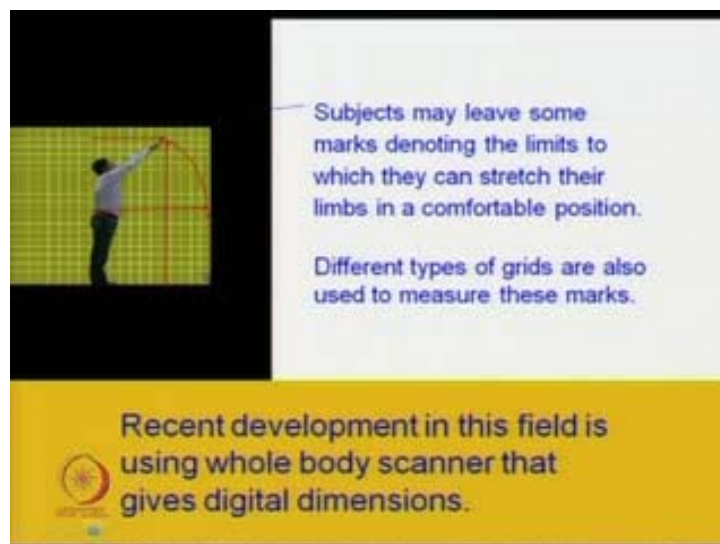 Subjects may leave some
marks denoting the limits to
which they can stretch their
limbs in a comfortable position.
Different types of grids are also
used to measure these marks.
Recent development in this field is
using whole body scanner that
gives digital dimensions.